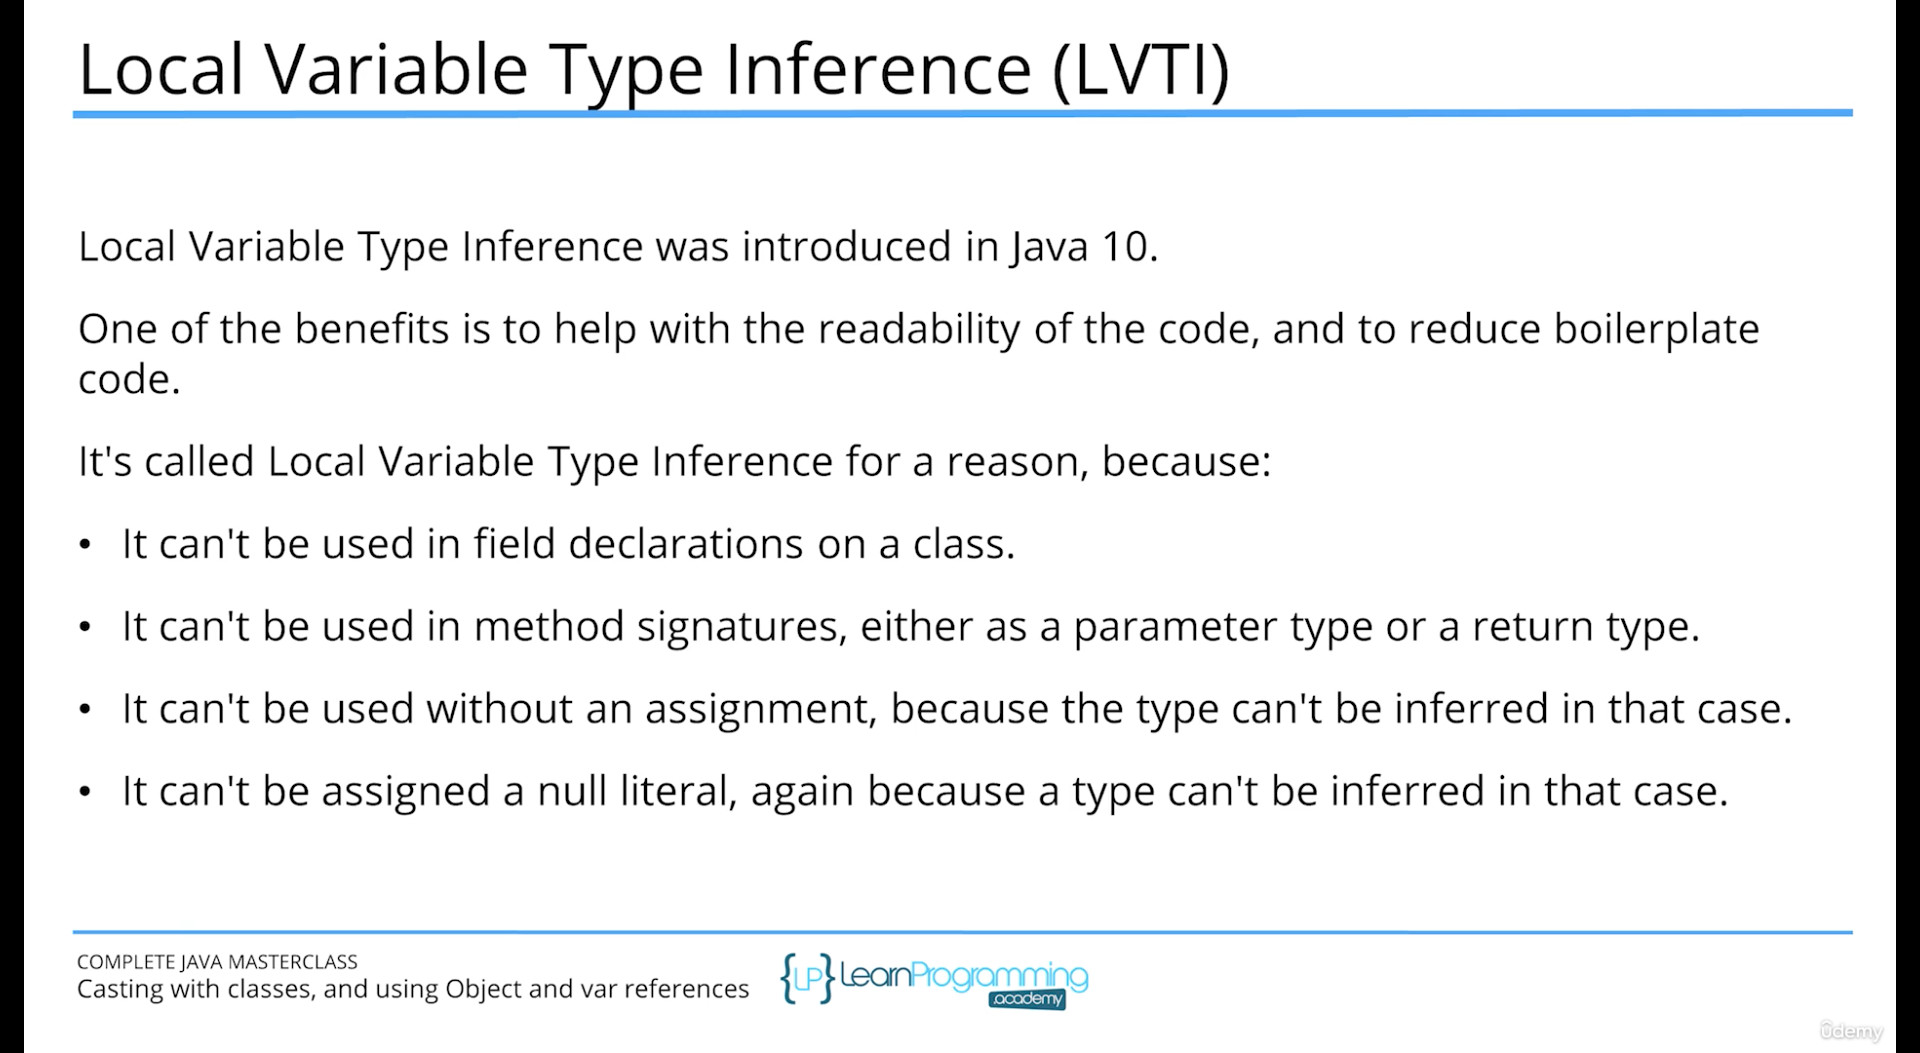 Local Variable Type Inference (LVTI)
Local Variable Type Inference was introduced in Java 10.
One of the benefits is to help with the readability of the code, and to reduce boilerplate
code.
It's called Local Variable Type Inference for a reason, because:
• It can't be used in field declarations on a class.
• It can't be used in method signatures, either as a parameter type or a return type.
• It can't be used without an assignment, because the type can't be inferred in that case.
• It can't be assigned a null literal, again because a type can't be inferred in that case.
COMPLETE JAVA MASTERCLASS
Casting with classes, and using Object and var references
{LP} LearnProgramming
.academy
ûdemy